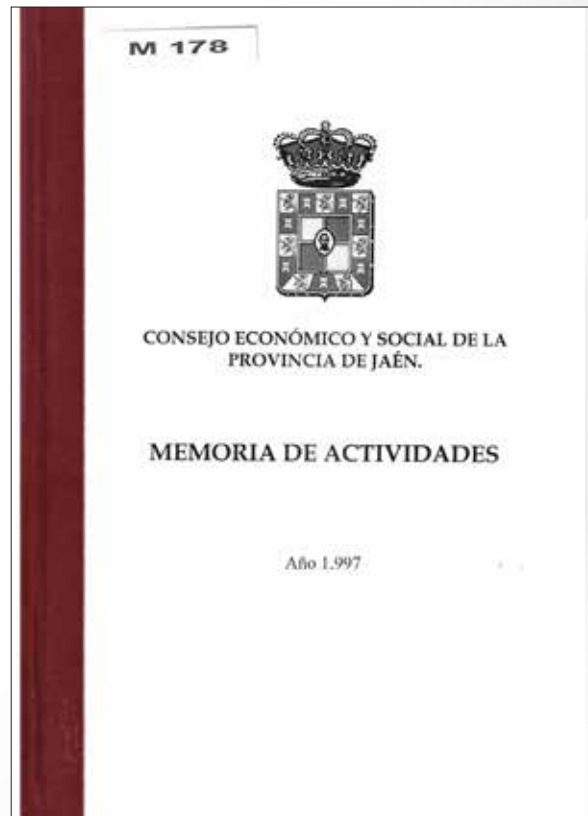 M 178
CONSEJO ECONÓMICO Y SOCIAL DE LA
PROVINCIA DE JAÉN.
MEMORIA DE ACTIVIDADES
Año 1.997